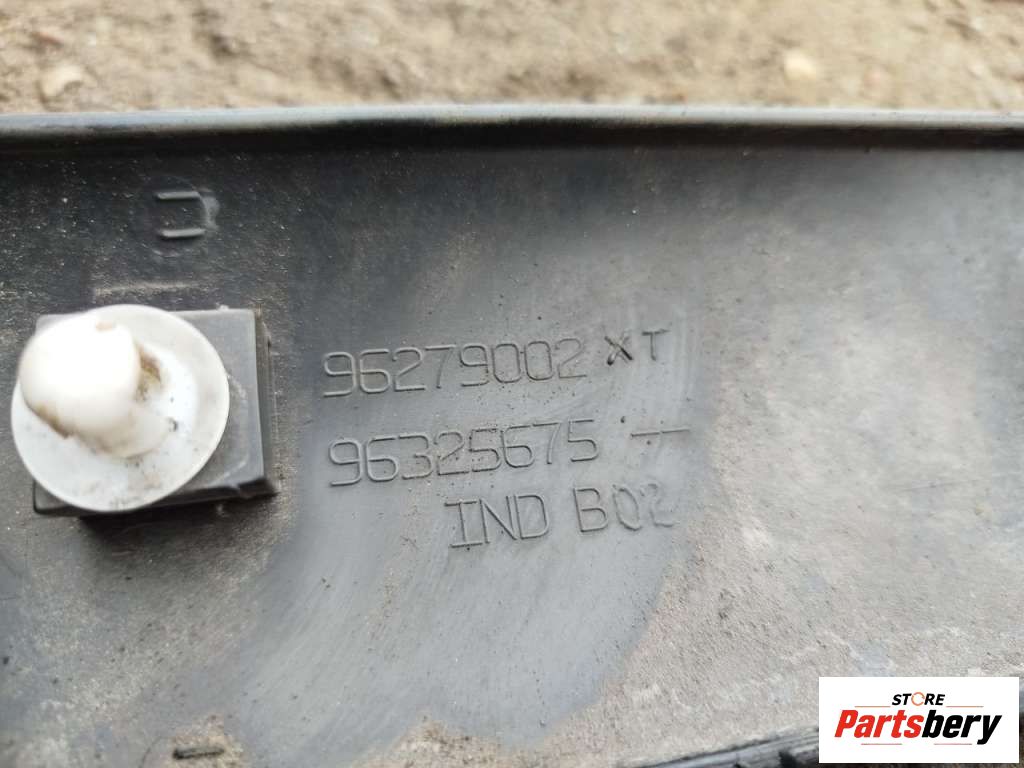 96279002 XT
96325675 —
IND B02
STORE
Partsbery